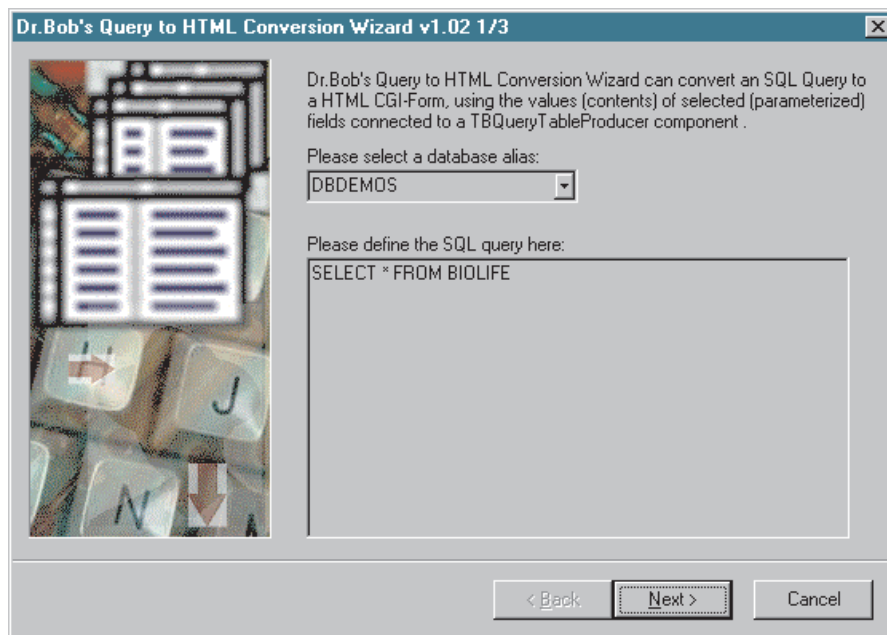 Dr.Bob's Query to HTML Conversion Wizard v1.02 1/3
Dr.Bob's Query to HTML Conversion Wizard can convert an SQL Query to
a HTML CGI-Form, using the values (contents) of selected (parameterized)
fields connected to a TBQueryTableProducer component .
Please select a database alias:
DBDEMOS
Please define the SQL query here:
SELECT * FROM BIOLIFE
H
J
N
< Back
Next >
Cancel